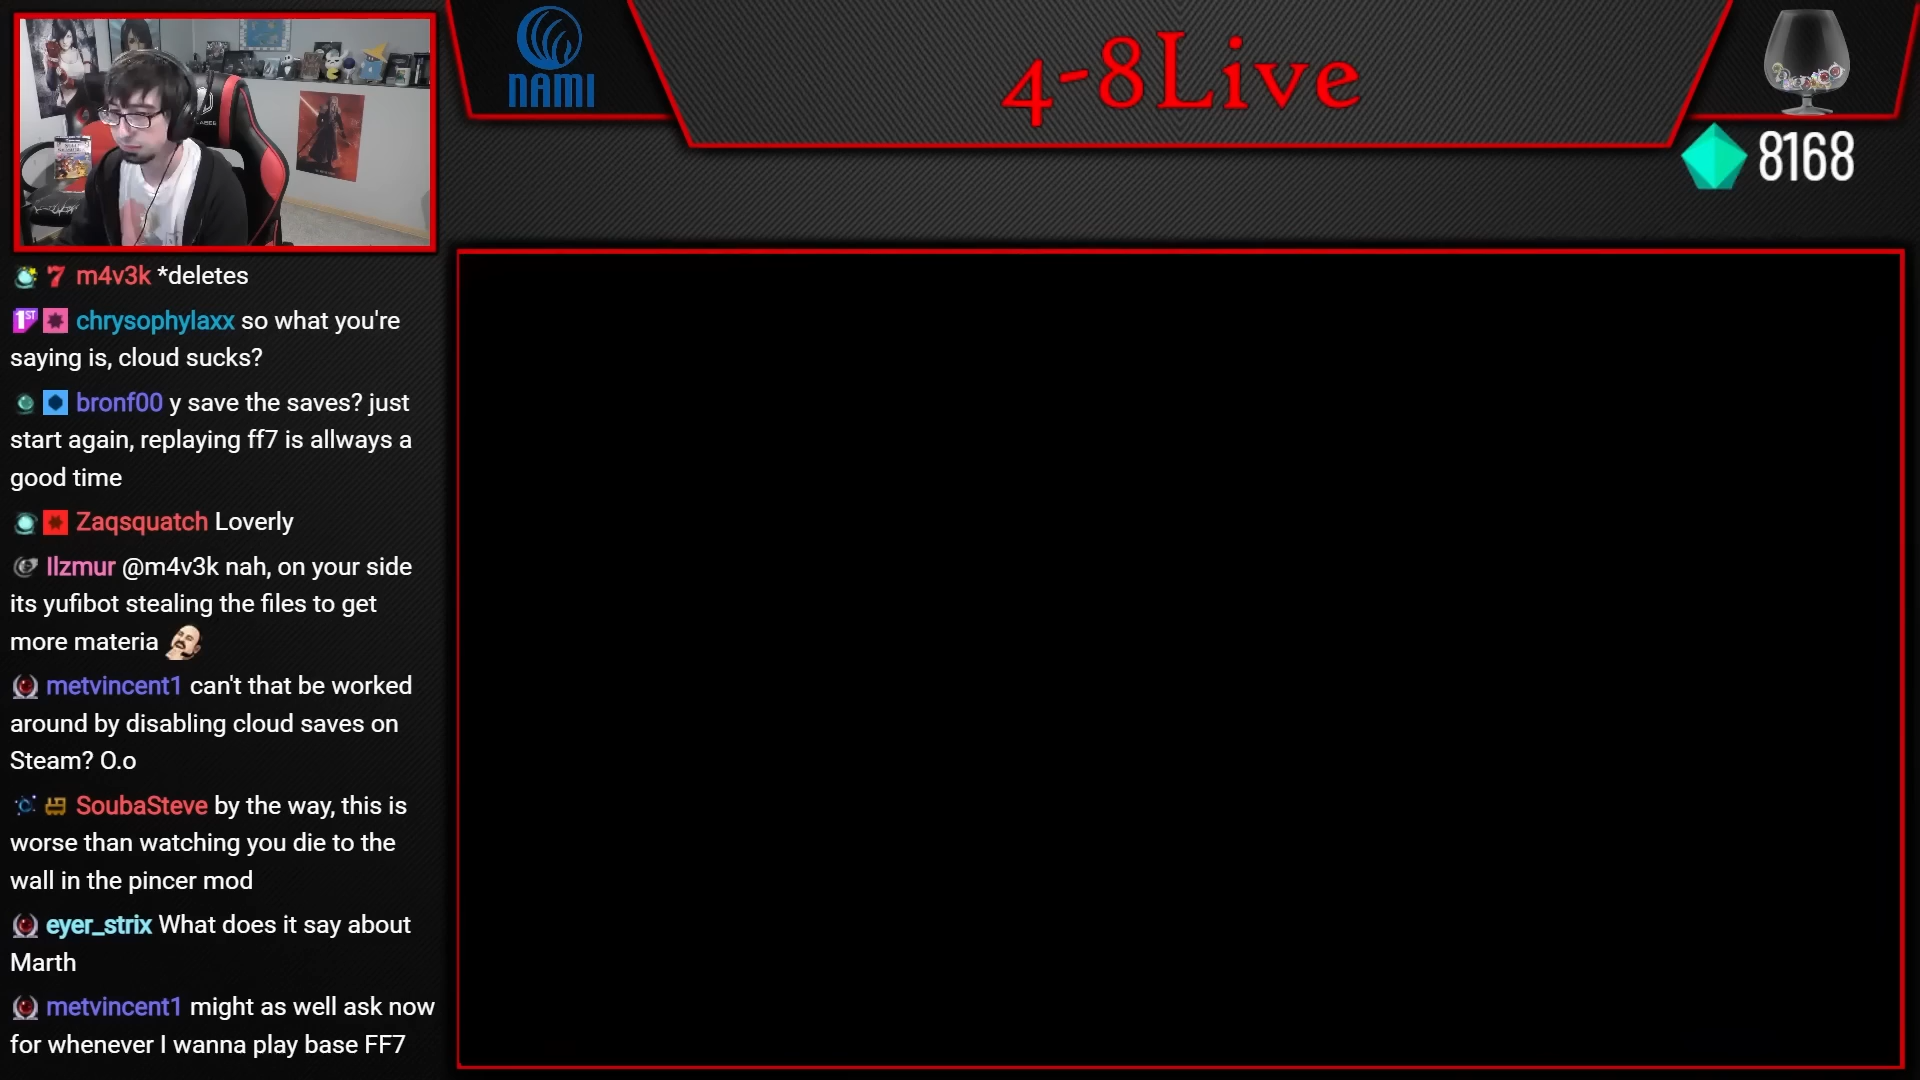 NAMI
4-8Live
8168
m4v3k *deletes
chrysophylaxx so what you're
saying is, cloud sucks?
bronf00 y save the saves? just
start again, replaying ff7 is allways a
good time
Zaqsquatch Loverly
Ilzmur @m4v3k nah, on your side
its yufibot stealing the files to get
more materia
metvincent1 can't that be worked
around by disabling cloud saves on
Steam? O.o
SoubaSteve by the way, this is
worse than watching you die to the
wall in the pincer mod
eyer_strix What does it say about
Marth
metvincent1 might as well ask now
for whenever I wanna play base FF7